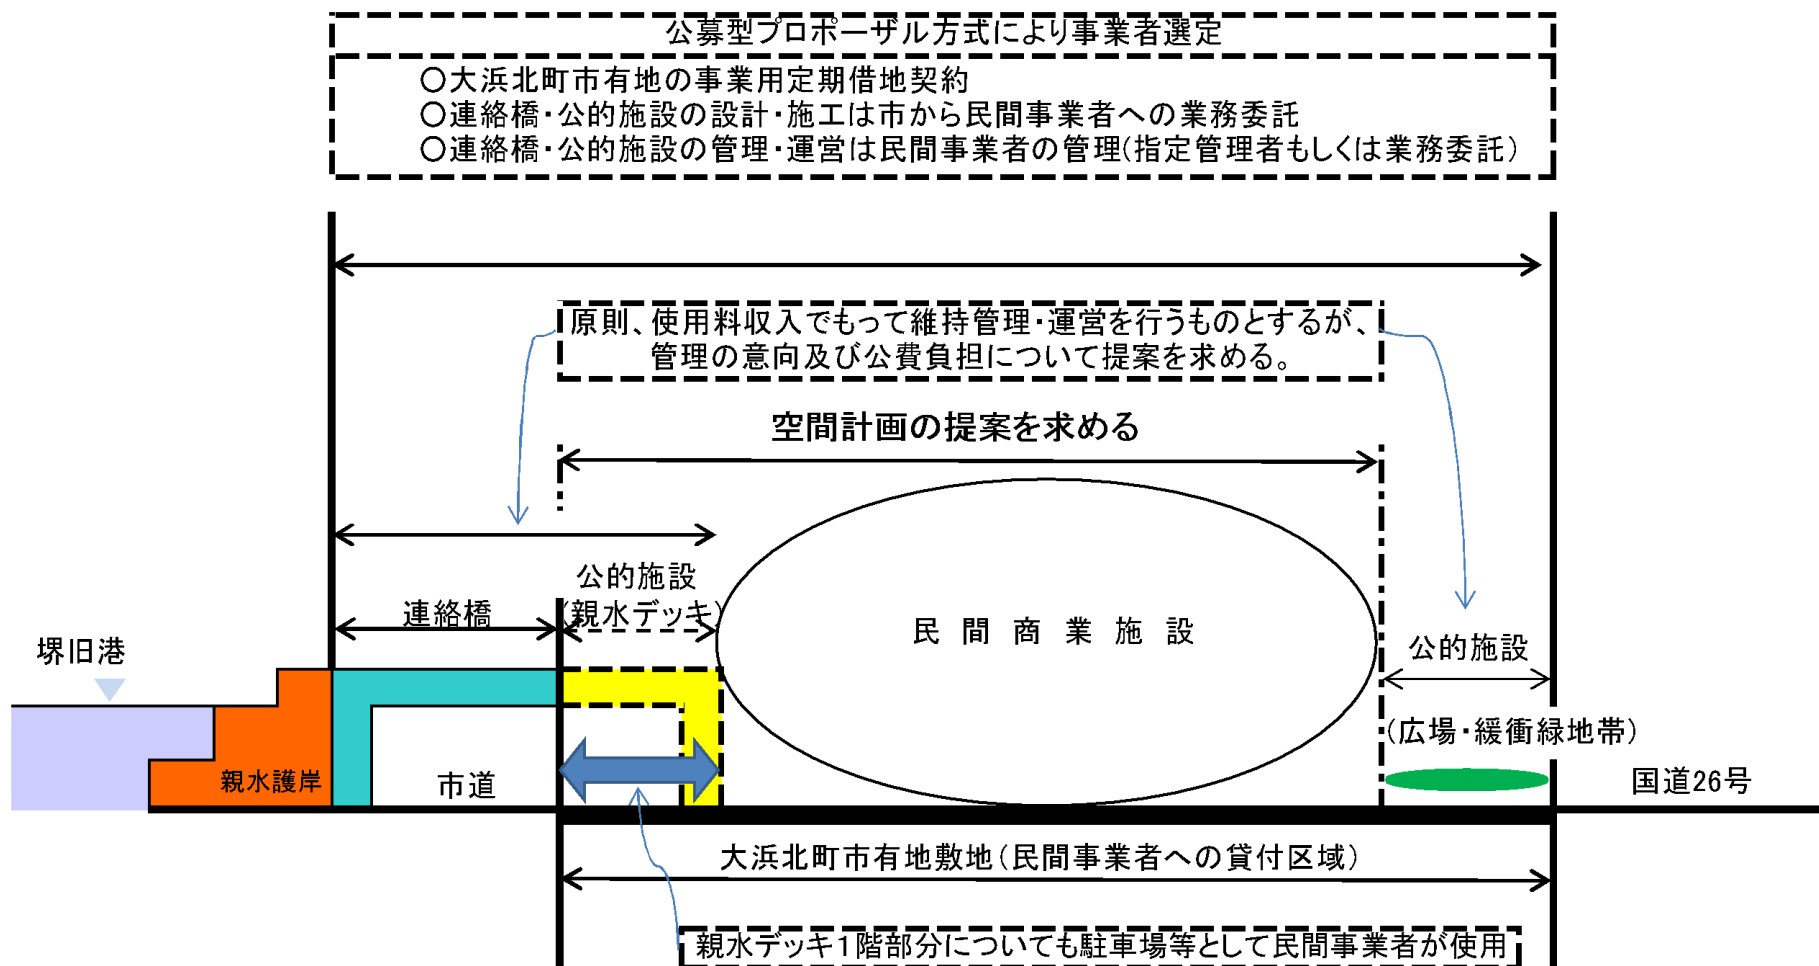 公募型プロポーザル方式により事業者選定
○大浜北町市有地の事業用定期借地契約
○連絡橋・公的施設の設計・施工は市から民間事業者への業務委託
○連絡橋・公的施設の管理・運営は民間事業者の管理(指定管理者もしくは業務委託)
原則、使用料収入でもって維持管理・運営を行うものとするが、
管理の意向及び公費負担について提案を求める。
空間計画の提案を求める
公的施設
(親水デッキ)
連絡橋
民間商業施設
堺旧港
公的施設
(広場・緩衝緑地帯)
親水護岸
市道
国道26号
大浜北町市有地敷地(民間事業者への貸付区域)
親水デッキ1階部分についても駐車場等として民間事業者が使用